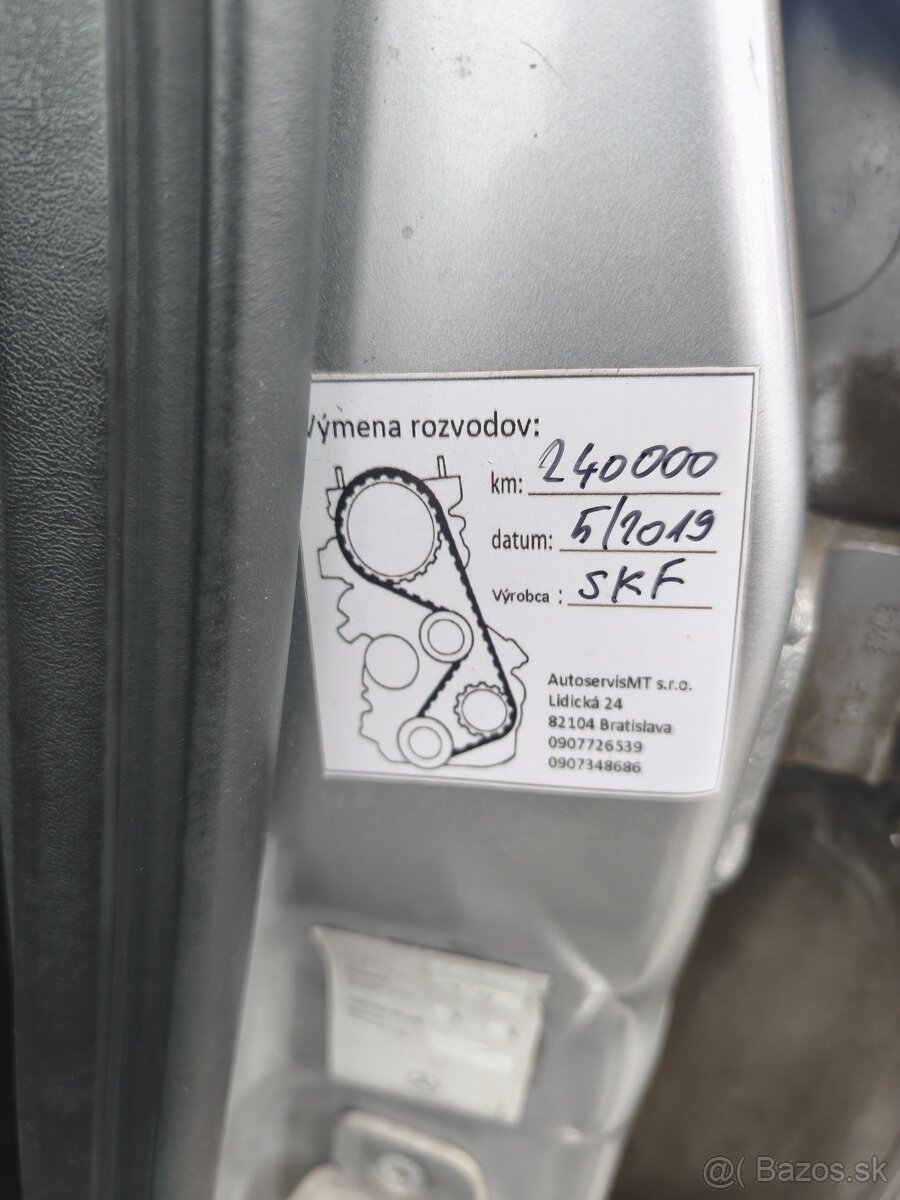 Výmena rozvodov:
km: 240000
datum: 5/2019
Výrobca : SKF
AutoservisMT s.r.o.
Lidická 24
82104 Bratislava
0907726539
0907348686
@( Bazos.sk